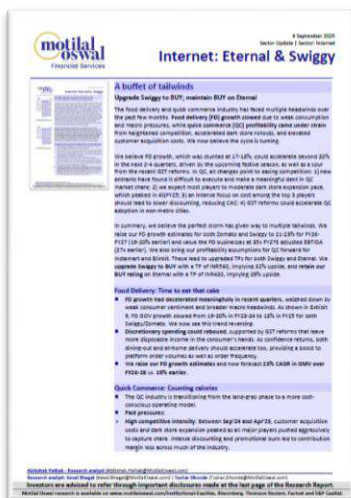 motilal oswal
Financial Services
8 September 2025
Sector Update | Sector: Internet
Internet: Eternal & Swiggy
A buffet of tailwinds
Upgrade Swiggy to BUY; maintain BUY on Eternal
The food delivery and quick commerce industry has faced multiple headwinds over
the past few months. Food delivery (FD) growth slowed due to weak consumption
and macro pressures, while quick commerce (QC) profitability came under strain
from heightened competition, accelerated dark store rollouts, and elevated
customer acquisition costs. We now believe the cycle is turning.
We believe FD growth, which was stunted at 17-18%, could accelerate beyond 20%
in the next 2-4 quarters, driven by the upcoming festive season, as well as a spur
from the recent GST reforms. In QC, all changes point to easing competition: 1) new
entrants have found it difficult to execute and make a meaningful dent in QC
market share; 2) we expect most players to moderate dark store expansion pace,
which peaked in 4QFY25; 3) an intense focus on cost among the top 3 players
should lead to lower discounting, reducing CAC; 4) GST reforms could accelerate QC
adoption in non-metro cities.
In summary, we believe the perfect storm has given way to multiple tailwinds. We
raise our FD growth estimates for both Zomato and Swiggy to 21-23% for FY26-
FY27 (19-20% earlier) and value the FD businesses at 35x FY27E adjusted EBITDA
(27x earlier). We also bring our profitability assumptions for QC forward for
Instamart and Blinkit. These lead to upgraded TPs for both Swiggy and Eternal. We
upgrade Swiggy to BUY with a TP of INR560, implying 32% upside, and retain our
BUY rating on Eternal with a TP of INR420, implying 29% upside.
Food Delivery: Time to eat that cake
FD growth had decelerated meaningfully in recent quarters, weighed down by
weak consumer sentiment and broader macro headwinds. As shown in Exhibit
9, FD GOV growth slowed from 19-20% in FY23-24 to 18% in FY25 for both
Swiggy/Zomato. We now see this trend reversing.
Discretionary spending could rebound, supported by GST reforms that leave
more disposable income in the consumer's hands. As confidence returns, both
dining-out and at-home delivery should accelerate too, providing a boost to
platform order volumes as well as order frequency.
We raise our FD growth estimates and now forecast 23% CAGR in GMV over
FY26-28 vs. 19% earlier.
Quick Commerce: Counting calories
The QC industry is transitioning from the land-grab phase to a more cost-
conscious operating model.
Past pressures:
High competitive intensity: Between Sep'24 and Apr'25, customer acquisition
costs and dark store expansion peaked as all major players pushed aggressively
to capture share. Intense discounting and promotional burn led to contribution
margin loss across much of the industry.
Investors are advised to refer through important disclosures made at the last page of the Research Report.